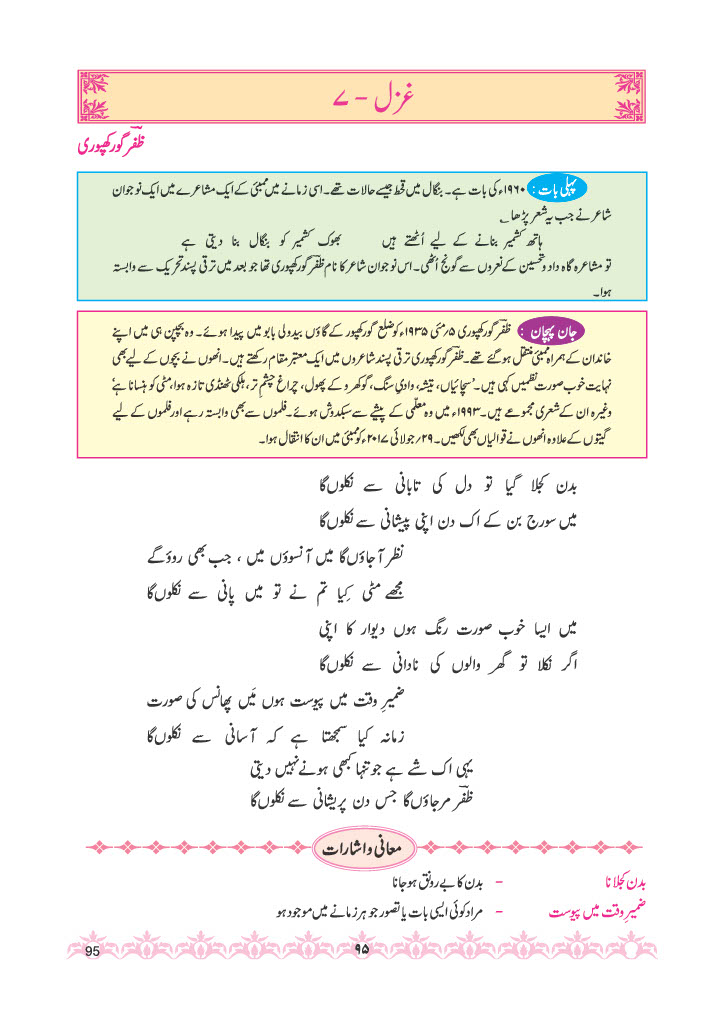 غزل – ۷
ظفرؔ گورکھپوری
پہلی بات : ۱۹۶۰ء کی بات ہے۔ بنگال میں قحط جیسے حالات تھے۔ اسی زمانے میں ممبئی کے ایک مشاعرے میں ایک نوجوان
شاعر نے جب یہ شعر پڑھا ؎
ہاتھ کشمیر بنانے کے لیے اُٹھتے ہیں بھوک کشمیر کو بنگال بنا دیتی ہے
تو مشاعرہ گاہ داد و تحسین کے نعروں سے گونج اُٹھی۔ اس نوجوان شاعر کا نام ظفرؔ گورکھپوری تھا جو بعد میں ترقی پسند تحریک سے وابستہ
ہوا۔
جان پہچان : ظفرؔ گورکھپوری ۵؍ مئی ۱۹۳۵ء کو ضلع گورکھپور کے گاؤں بیدولی بابو میں پیدا ہوئے۔ وہ بچپن ہی میں اپنے
خاندان کے ہمراہ ممبئی منتقل ہو گئے تھے۔ ظفرؔ گورکھپوری ترقی پسند شاعروں میں ایک معتبر مقام رکھتے ہیں۔ انھوں نے بچوں کے لیے بھی
نہایت خوب صورت نظمیں کہی ہیں۔ 'سچائیاں، تیشہ، وادیِ سنگ، گوکھرو کے پھول، چراغِ چشمِ تر، ہلکی ٹھنڈی تازہ ہوا، مٹی کو ہنسانا ہے'
وغیرہ ان کے شعری مجموعے ہیں۔ ۱۹۹۳ء میں وہ معلّمی کے پیشے سے سبکدوش ہوئے۔ فلموں سے بھی وابستہ رہے اور فلموں کے لیے
گیتوں کے علاوہ انھوں نے قوالیاں بھی لکھیں۔ ۲۹؍ جولائی ۲۰۱۷ء کو ممبئی میں ان کا انتقال ہوا۔
بدن کجلا گیا تو دل کی تابانی سے نکلوں گا
میں سورج بن کے اک دن اپنی پیشانی سے نکلوں گا
نظر آجاؤں گا میں آنسوؤں میں ، جب بھی روؤ گے
مجھے مٹی کِیا تم نے تو میں پانی سے نکلوں گا
میں ایسا خوب صورت رنگ ہوں دیوار کا اپنی
اگر نکلا تو گھر والوں کی نادانی سے نکلوں گا
ضمیرِ وقت میں پیوست ہوں مَیں پھانس کی صورت
زمانہ کیا سمجھتا ہے کہ آسانی سے نکلوں گا
یہی اک شے ہے جو تنہا کبھی ہونے نہیں دیتی
ظفرؔ مرجاؤں گا جس دن پریشانی سے نکلوں گا
معانی و اشارات
بدن کجلانا – بدن کا بے رونق ہوجانا
ضمیرِ وقت میں پیوست – مراد کوئی ایسی بات یا تصور جو ہر زمانے میں موجود ہو
۹۵
95